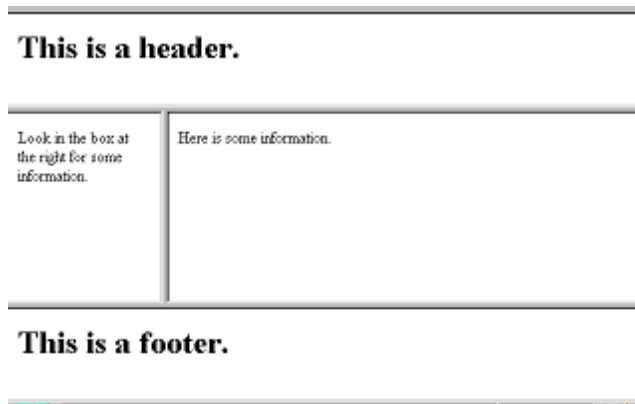 This is a header.
Look in the box at
the right for some
information.
Here is some information.
This is a footer.